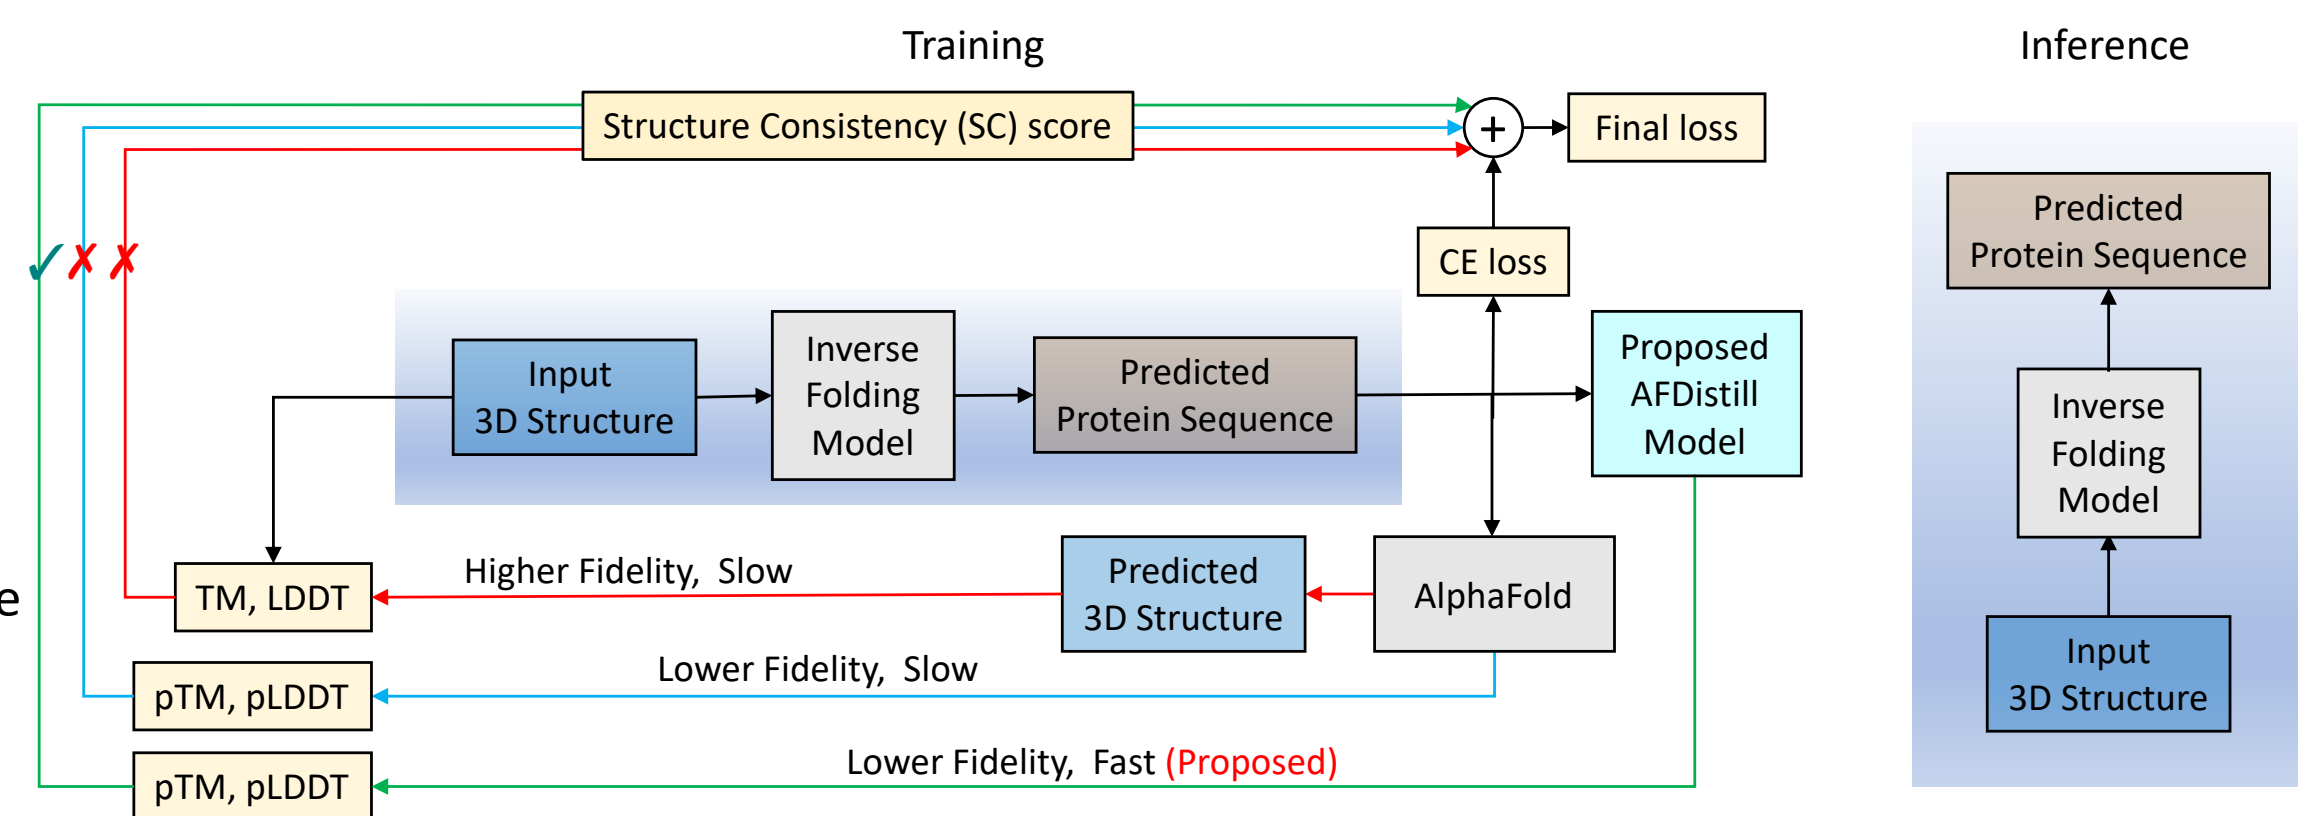 Training
Inference
Structure Consistency (SC) score
+
Final loss
Predicted
Protein Sequence
CE loss
✓✗ ✗
Input
3D Structure
Inverse
Folding
Model
Predicted
Protein Sequence
Proposed
AFDistill
Model
Inverse
Folding
Model
Higher Fidelity, Slow
Predicted
3D Structure
AlphaFold
TM, LDDT
e
Lower Fidelity, Slow
pTM, pLDDT
Input
3D Structure
Lower Fidelity, Fast (Proposed)
pTM, pLDDT